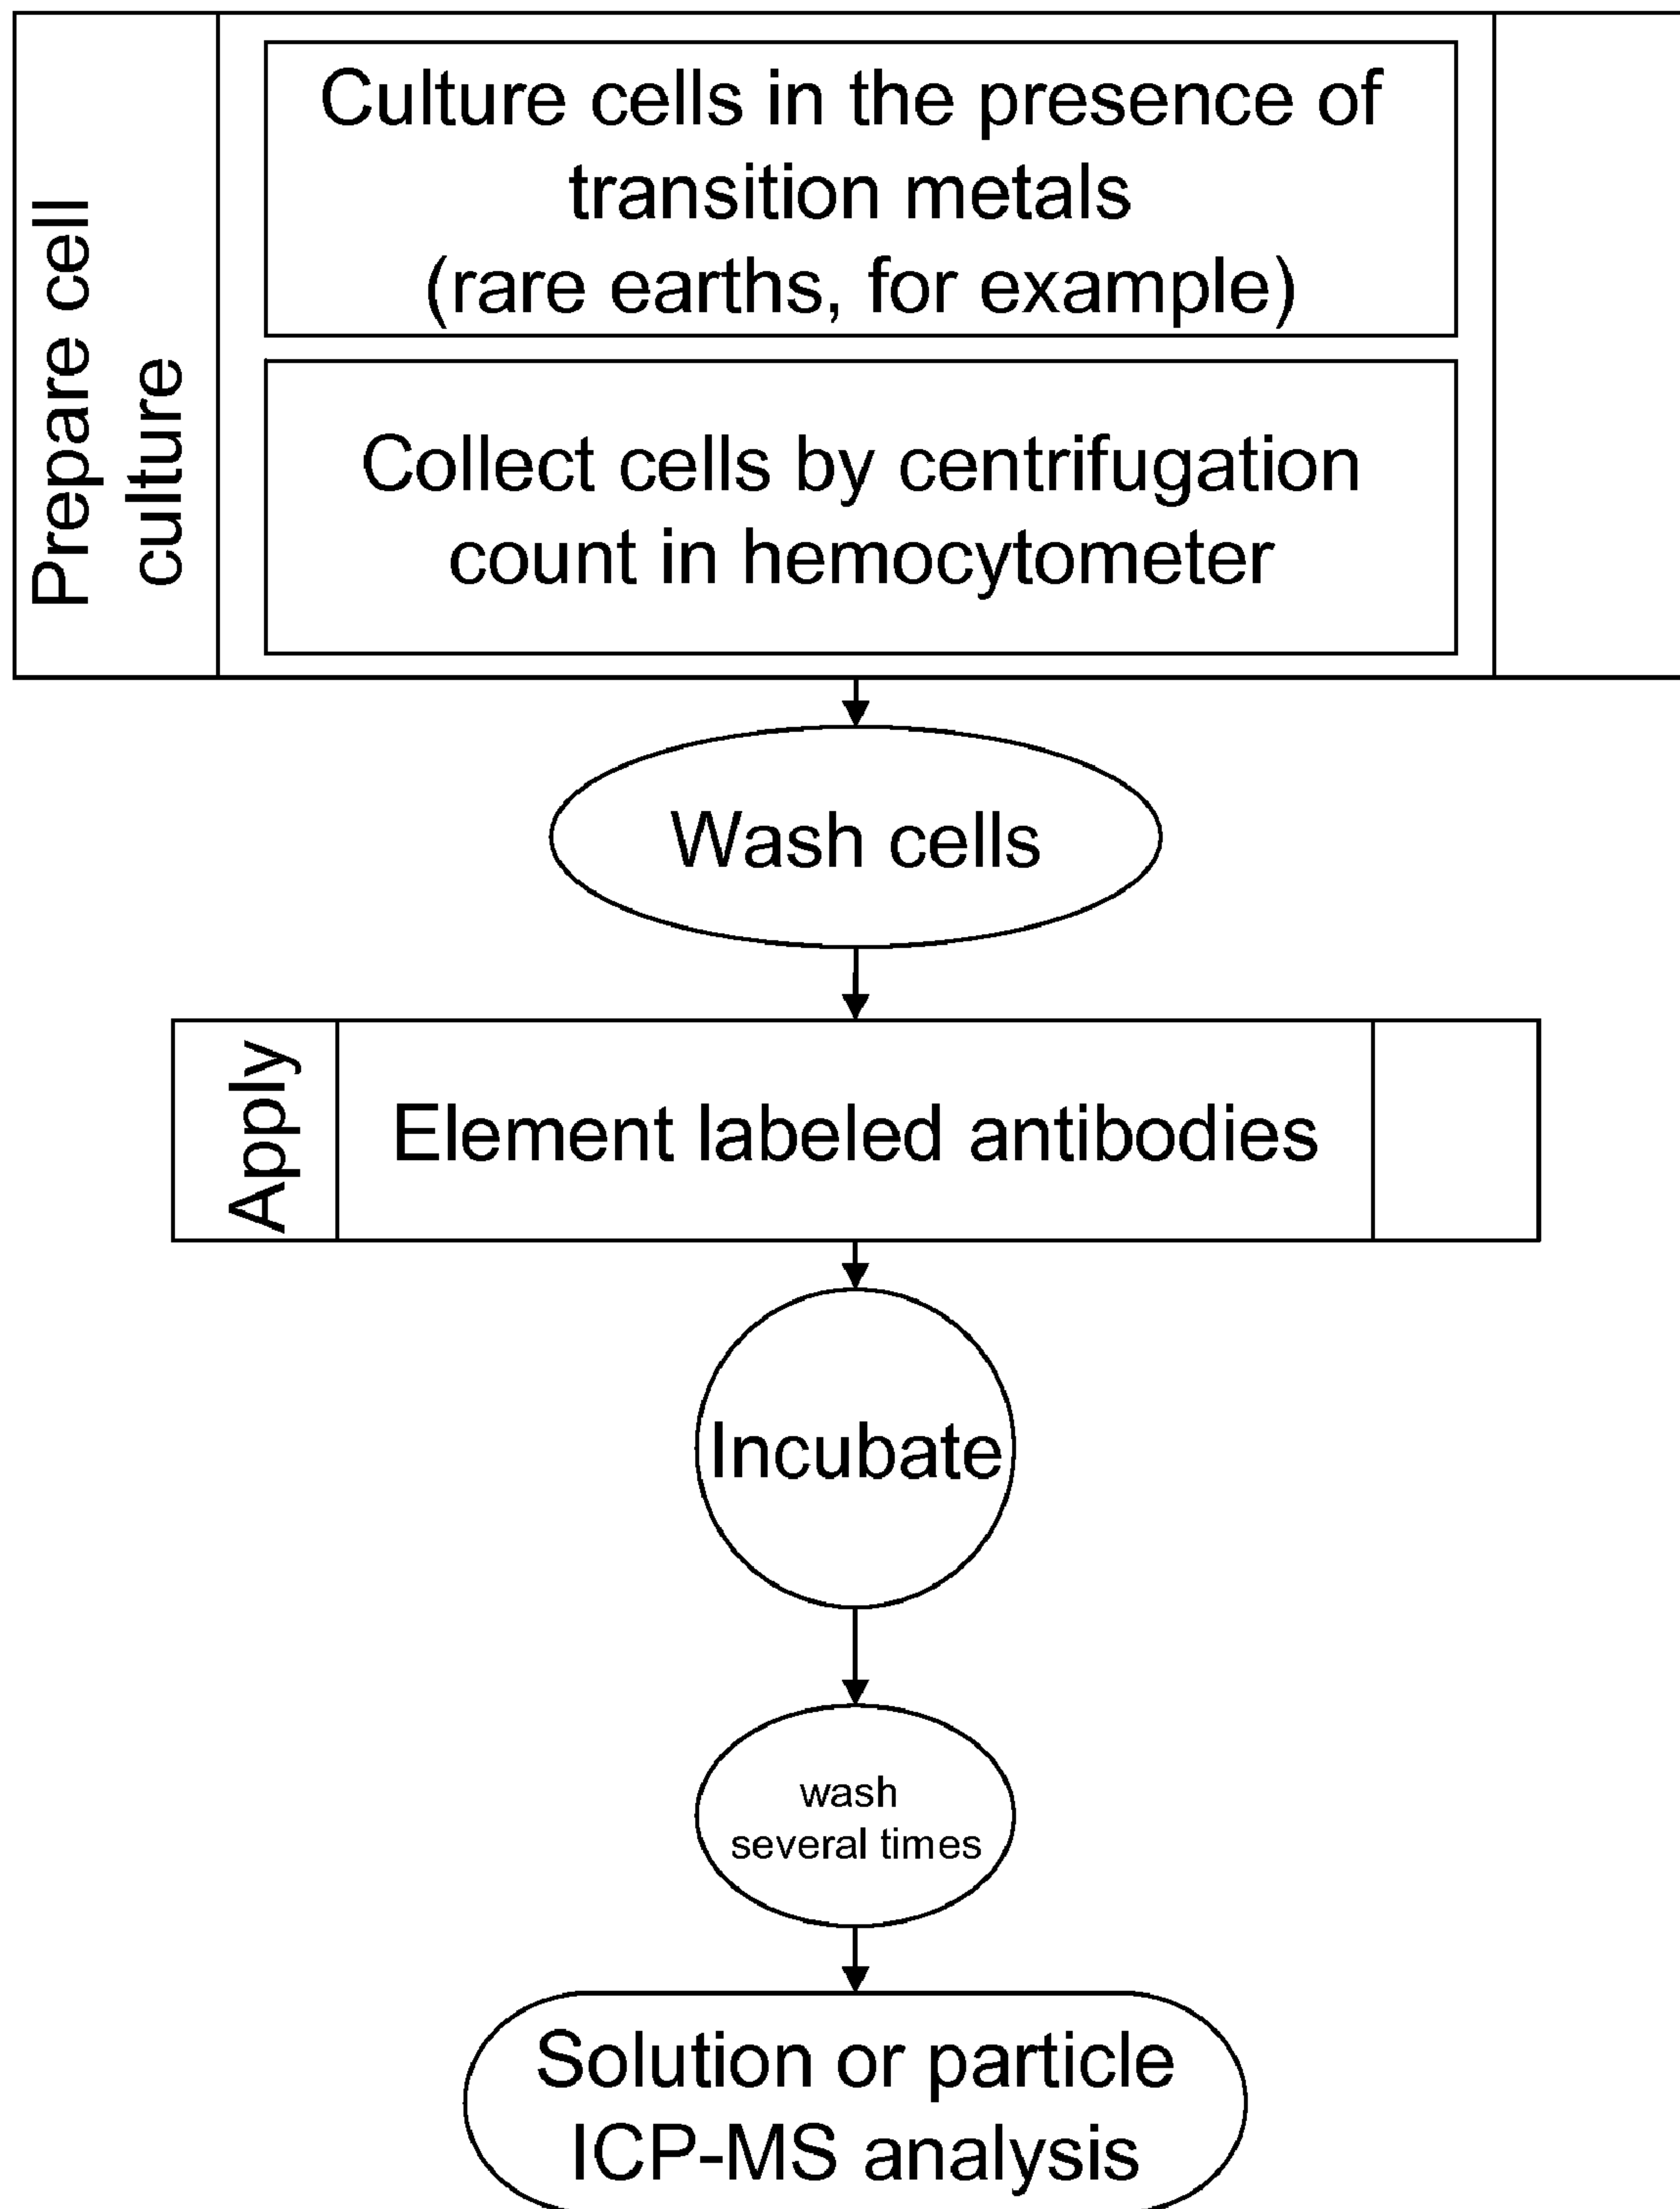 Prepare cell
culture
Culture cells in the presence of
transition metals
(rare earths, for example)
Collect cells by centrifugation
count in hemocytometer
Wash cells
Apply
Element labeled antibodies
Incubate
wash
several times
Solution or particle
ICP-MS analysis